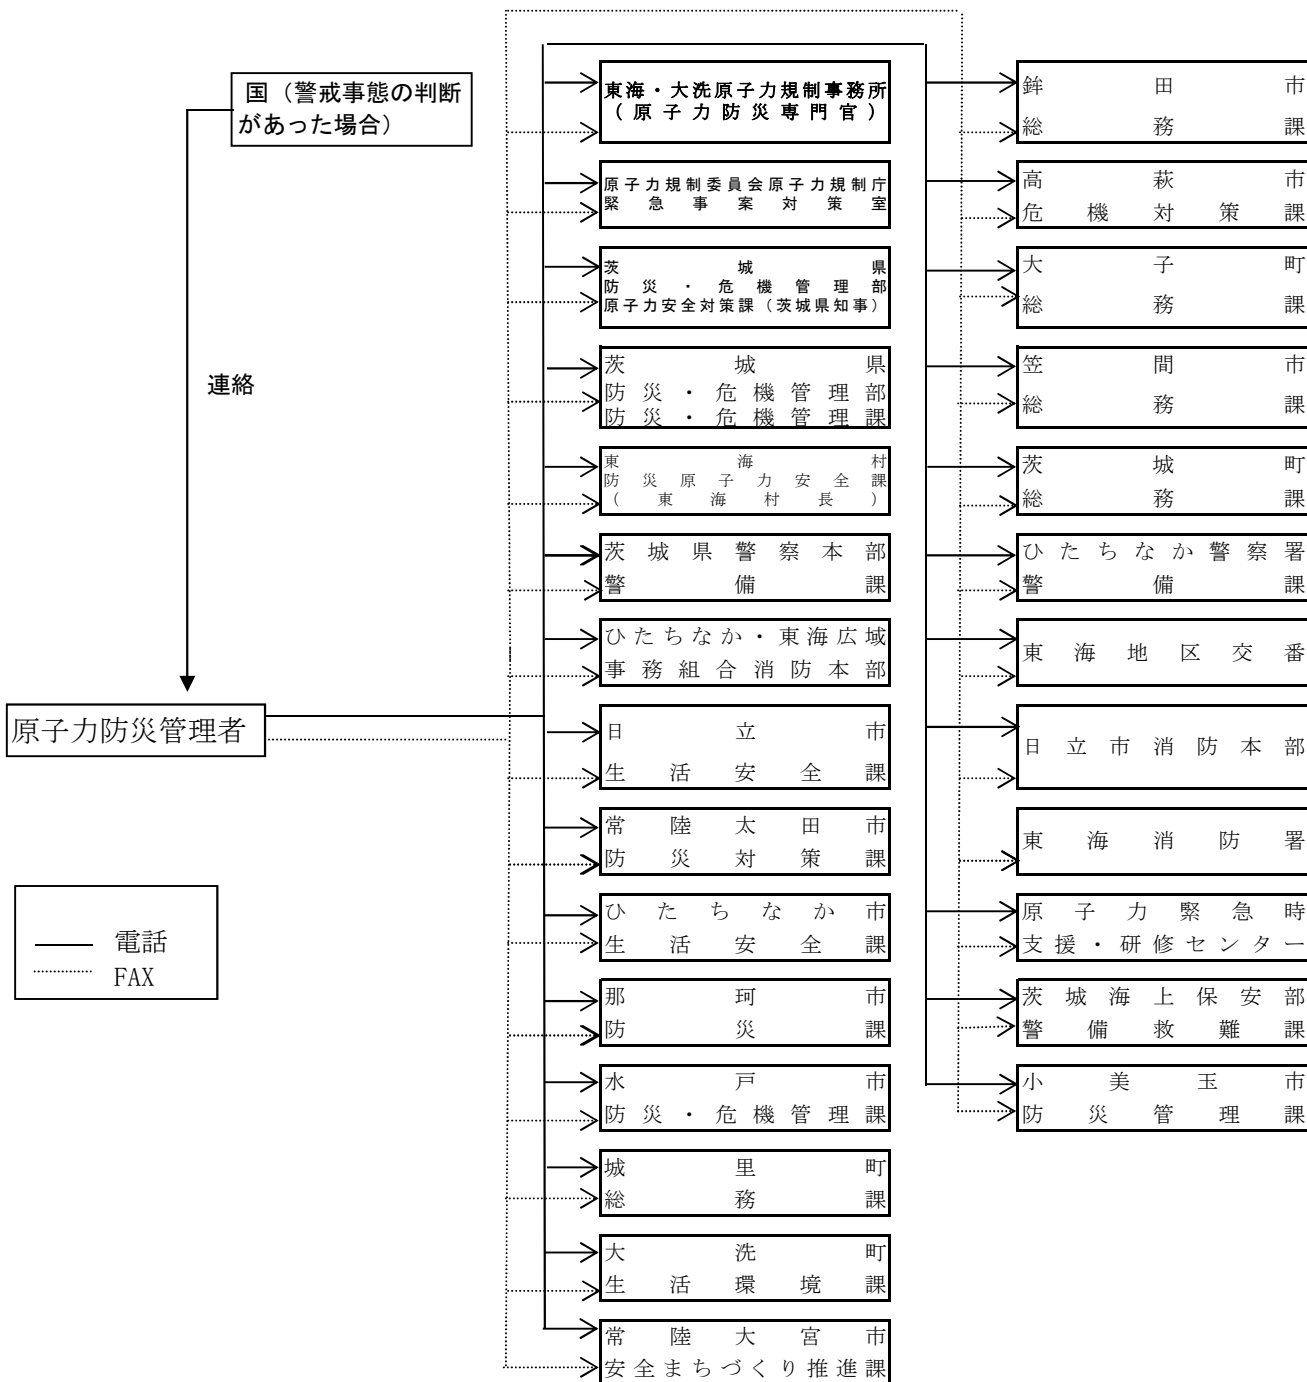 国（警戒事態の判断
があった場合）
連絡
原子力防災管理者
電話
FAX
東海・大洗原子力規制事務所
（原子力防災専門官）
原子力規制委員会原子力規制庁
緊急事案対策室
茨城県
防災・危機管理部
原子力安全対策課（茨城県知事）
茨城県
防災・危機管理部
防災・危機管理課
東海村
防災原子力安全課
（東海村長）
茨城県警察本部
警備課
ひたちなか・東海広域
事務組合消防本部
日立市
生活安全課
常陸太田市
防災対策課
ひたちなか市
生活安全課
那珂市
防災課
水戸市
防災・危機管理課
城里町
総務課
大洗町
生活環境課
常陸大宮市
安全まちづくり推進課
鉾田市
総務課
高萩市
危機対策課
大子町
総務課
笠間市
総務課
茨城町
総務課
ひたちなか警察署
警備課
東海地区交番
日立市消防本部
東海消防署
原子力緊急時
支援・研修センター
茨城海上保安部
警備救難課
小美玉市
防災管理課